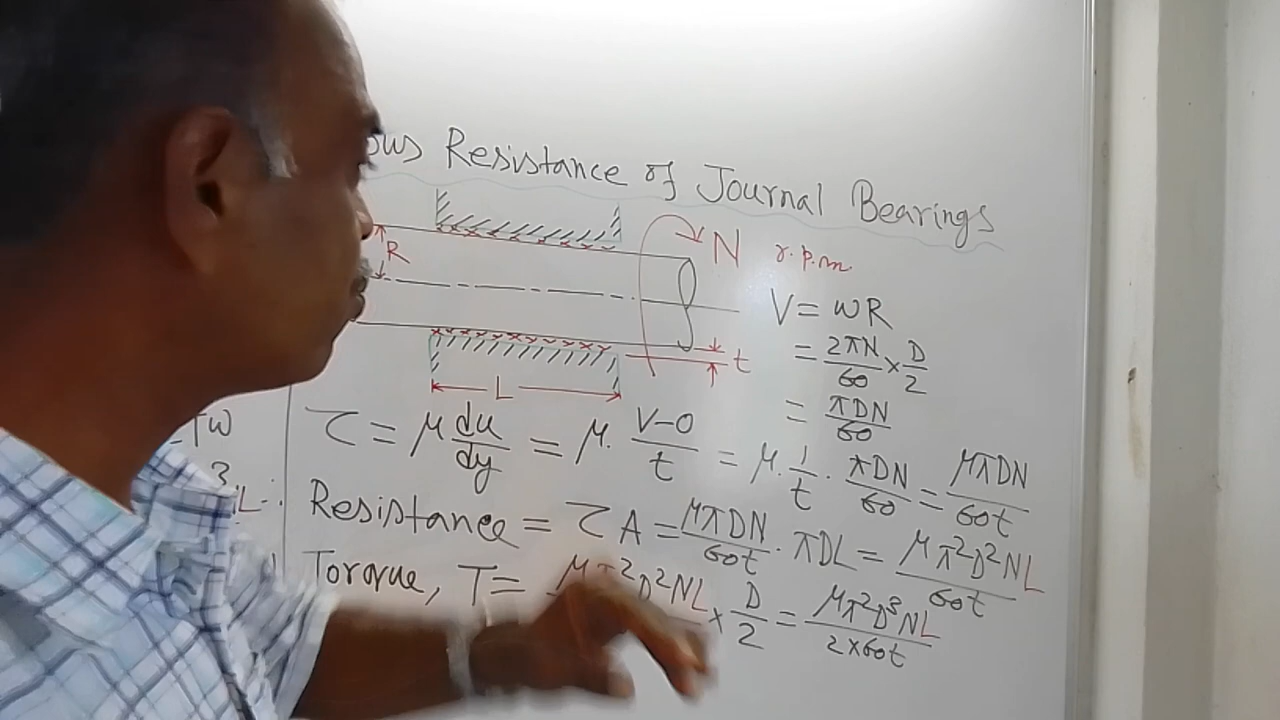 Resistance of Journal Bearings
R
N r.p.m.
V = ωR
= 2πN/60 × D/2
t
L
= πDN/60
τ = μ du/dy = μ. V-0/t = μ. 1/t . πDN/60 = μπDN/60t
Resistance = τA = μπDN/60t . πDL = μπ²D²NL/60t
Torque, T = μπ²D²NL × D/2 = μπ²D³NL/2×60t